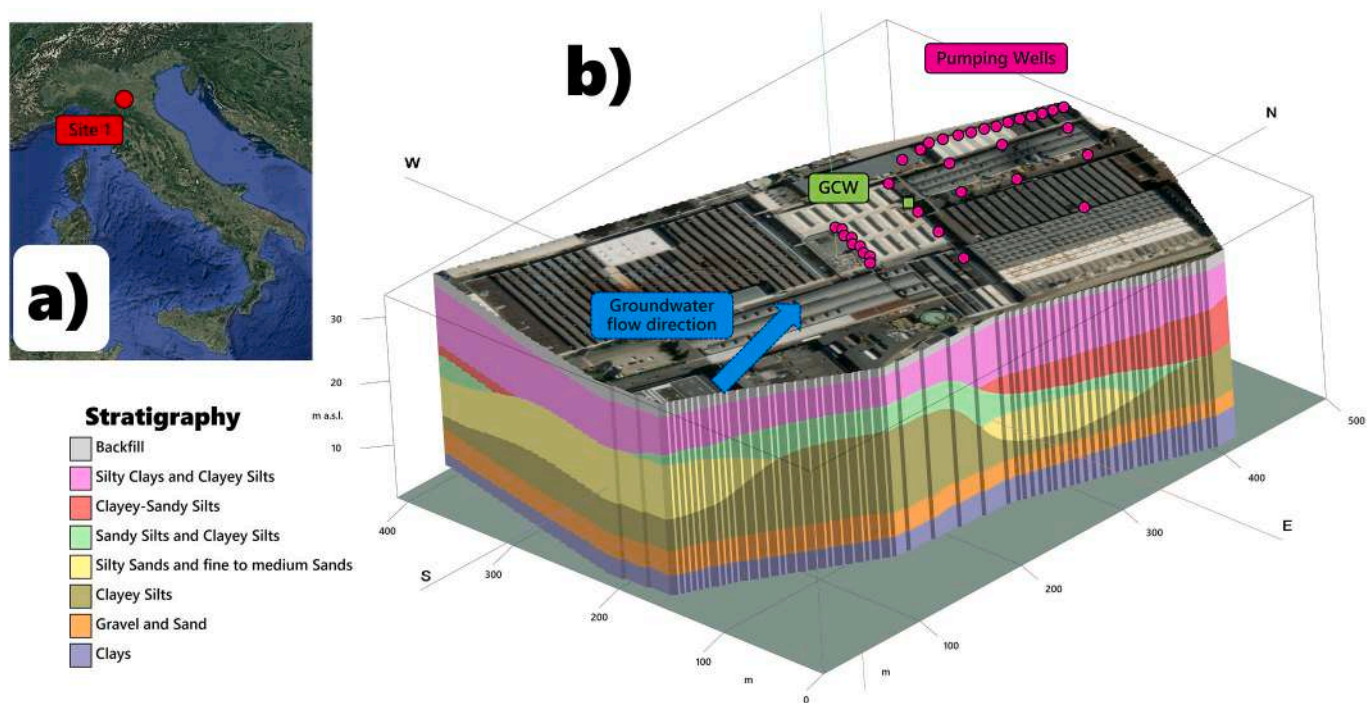 a)
Site 1
b)
Pumping Wells
N
W
GCW
Groundwater
flow direction
30
20
m a.s.l.
10
400
S
300
200
100
m
0
m
100
200
300
E
400
500
Stratigraphy
Backfill
Silty Clays and Clayey Silts
Clayey-Sandy Silts
Sandy Silts and Clayey Silts
Silty Sands and fine to medium Sands
Clayey Silts
Gravel and Sand
Clays